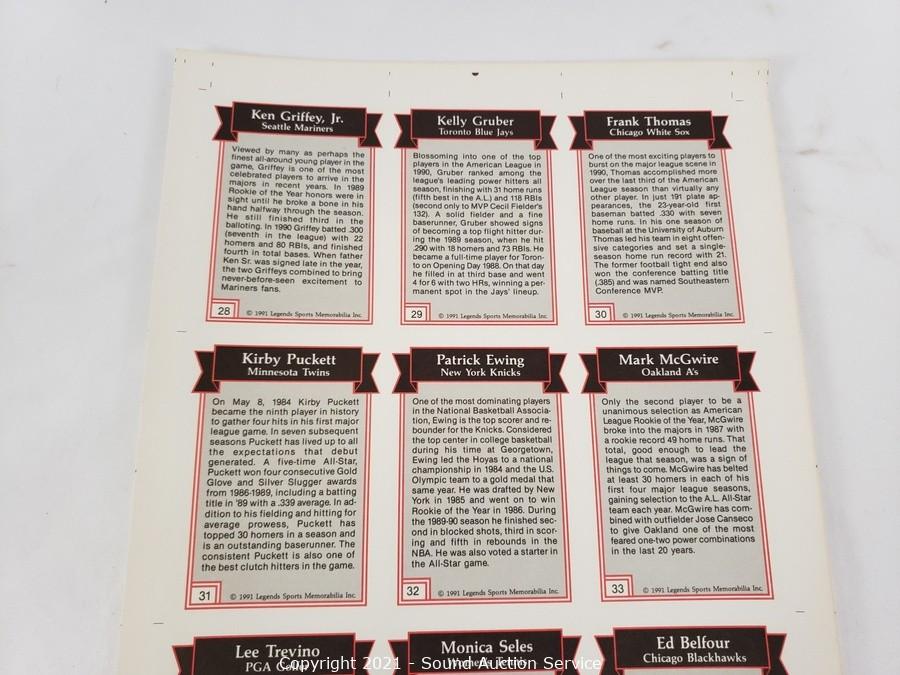 Ken Griffey, Jr.
Seattle Mariners
Viewed by many as perhaps the
finest all-around young player in the
game, Griffey is one of the most
celebrated players to arrive in the
majors in recent years. In 1989
Rookie of the Year honors were in
sight until he broke a bone in his
hand halfway through the season.
He still finished third in the
balloting. In 1990 Griffey batted .300
(seventh in the league) with 22
homers and 80 RBIs, and finished
fourth in total bases. When father
Ken Sr. was signed late in the year,
the two Griffeys combined to bring
never-before-seen excitement to
Mariners fans.
28
© 1991 Legends Sports Memorabilia Inc.
Kelly Gruber
Toronto Blue Jays
Blossoming into one of the top
players in the American League in
1990, Gruber ranked among the
league's leading power hitters all
season, finishing with 31 home runs
(fifth best in the A.L.) and 118 RBIs
(second only to MVP Cecil Fielder's
132). A solid fielder and a fine
baserunner, Gruber showed signs
of becoming a top flight hitter dur-
ing the 1989 season, when he hit
.290 with 18 homers and 73 RBIs. He
became a full-time player for Toron-
to on Opening Day 1988. On that day
he filled in at third base and went
4 for 6 with two HRs, winning a per-
manent spot in the Jays' lineup.
29
© 1991 Legends Sports Memorabilia Inc.
Frank Thomas
Chicago White Sox
One of the most exciting players to
burst on the major league scene in
1990, Thomas accomplished more
over the last third of the American
League season than virtually any
other player. In just 191 plate ap-
pearances, the 23-year-old first
baseman batted .330 with seven
home runs. In his one season of
baseball at the University of Auburn
Thomas led his team in eight offen-
sive categories and set a single-
season home run record with 21.
The former football tight end also
won the conference batting title
(.385) and was named Southeastern
Conference MVP.
30
© 1991 Legends Sports Memorabilia Inc.
Kirby Puckett
Minnesota Twins
On May 8, 1984 Kirby Puckett
became the ninth player in history
to gather four hits in his first major
league game. In seven subsequent
seasons Puckett has lived up to all
the expectations that debut
generated. A five-time All-Star,
Puckett won four consecutive Gold
Glove and Silver Slugger awards
from 1986-1989, including a batting
title in '89 with a .339 average. In ad-
dition to his fielding and hitting for
average prowess, Puckett has
topped 30 homers in a season and
is an outstanding baserunner. The
consistent Puckett is also one of
the best clutch hitters in the game.
31
© 1991 Legends Sports Memorabilia Inc.
Patrick Ewing
New York Knicks
One of the most dominating players
in the National Basketball Associa-
tion, Ewing is the top scorer and re-
bounder for the Knicks. Considered
the top center in college basketball
during his time at Georgetown,
Ewing led the Hoyas to a national
championship in 1984 and the U.S.
Olympic team to a gold medal that
same year. He was drafted by New
York in 1985 and went on to win
Rookie of the Year in 1986. During
the 1989-90 season he finished sec-
ond in blocked shots, third in scor-
ing and fifth in rebounds in the
NBA. He was also voted a starter in
the All-Star game.
32
© 1991 Legends Sports Memorabilia Inc.
Mark McGwire
Oakland A's
Only the second player to be a
unanimous selection as American
League Rookie of the Year, McGwire
broke into the majors in 1987 with
a rookie record 49 home runs. That
total, good enough to lead the
league that season, was a sign of
things to come. McGwire has belted
at least 30 homers in each of his
first four major league seasons,
gaining selection to the A.L. All-Star
team each year. McGwire has com-
bined with outfielder Jose Canseco
to give Oakland one of the most
feared one-two power combinations
in the last 20 years.
33
© 1991 Legends Sports Memorabilia Inc.
Lee Trevino
PGA Golf
Monica Seles
Women's Tennis
Ed Belfour
Chicago Blackhawks
Copyright 2021 - Sound Auction Service